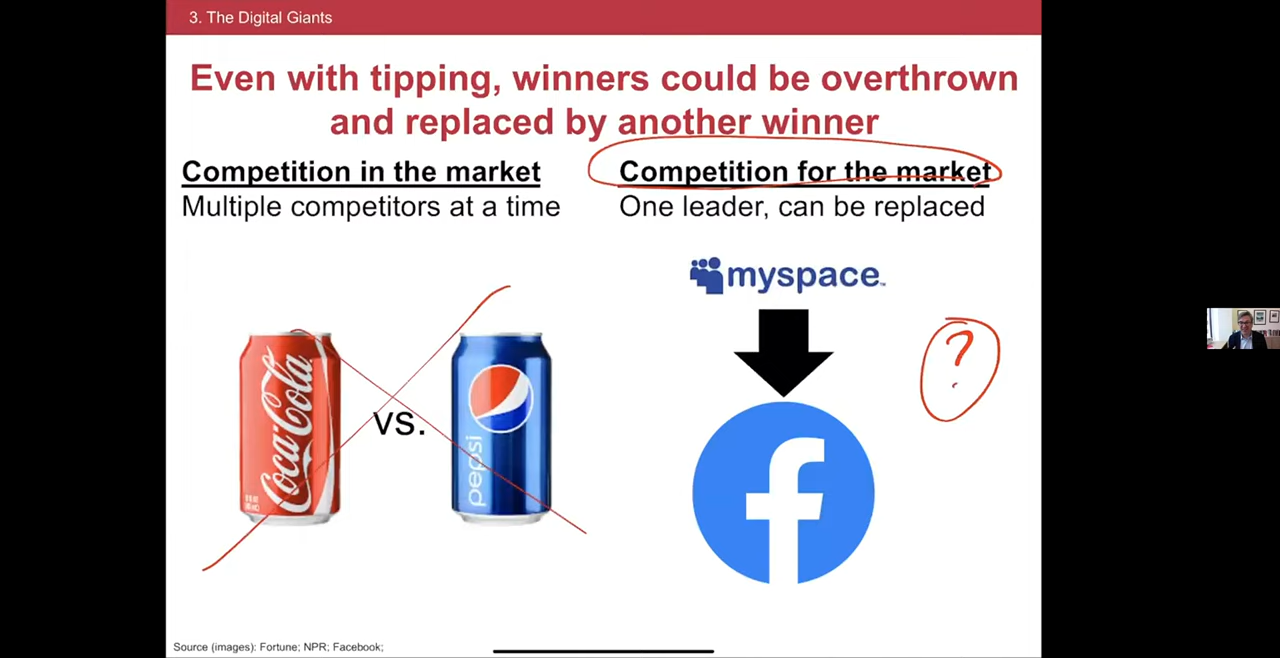 3. The Digital Giants
Even with tipping, winners could be overthrown
and replaced by another winner
Competition in the market
Multiple competitors at a time
Competition for the market
One leader, can be replaced
myspace
Coca-Cola
vs.
pepsi
f
?
Source (images): Fortune; NPR; Facebook;